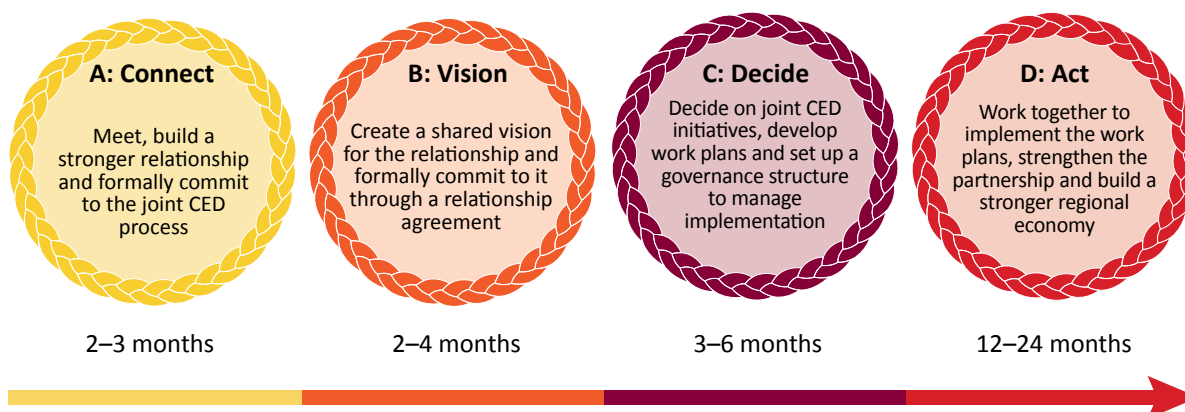 A: Connect
Meet, build a
stronger relationship
and formally commit
to the joint CED
process
2–3 months
B: Vision
Create a shared vision
for the relationship and
formally commit to it
through a relationship
agreement
2–4 months
C: Decide
Decide on joint CED
initiatives, develop
work plans and set up a
governance structure
to manage
implementation
3–6 months
D: Act
Work together to
implement the work
plans, strengthen the
partnership and build a
stronger regional
economy
12–24 months